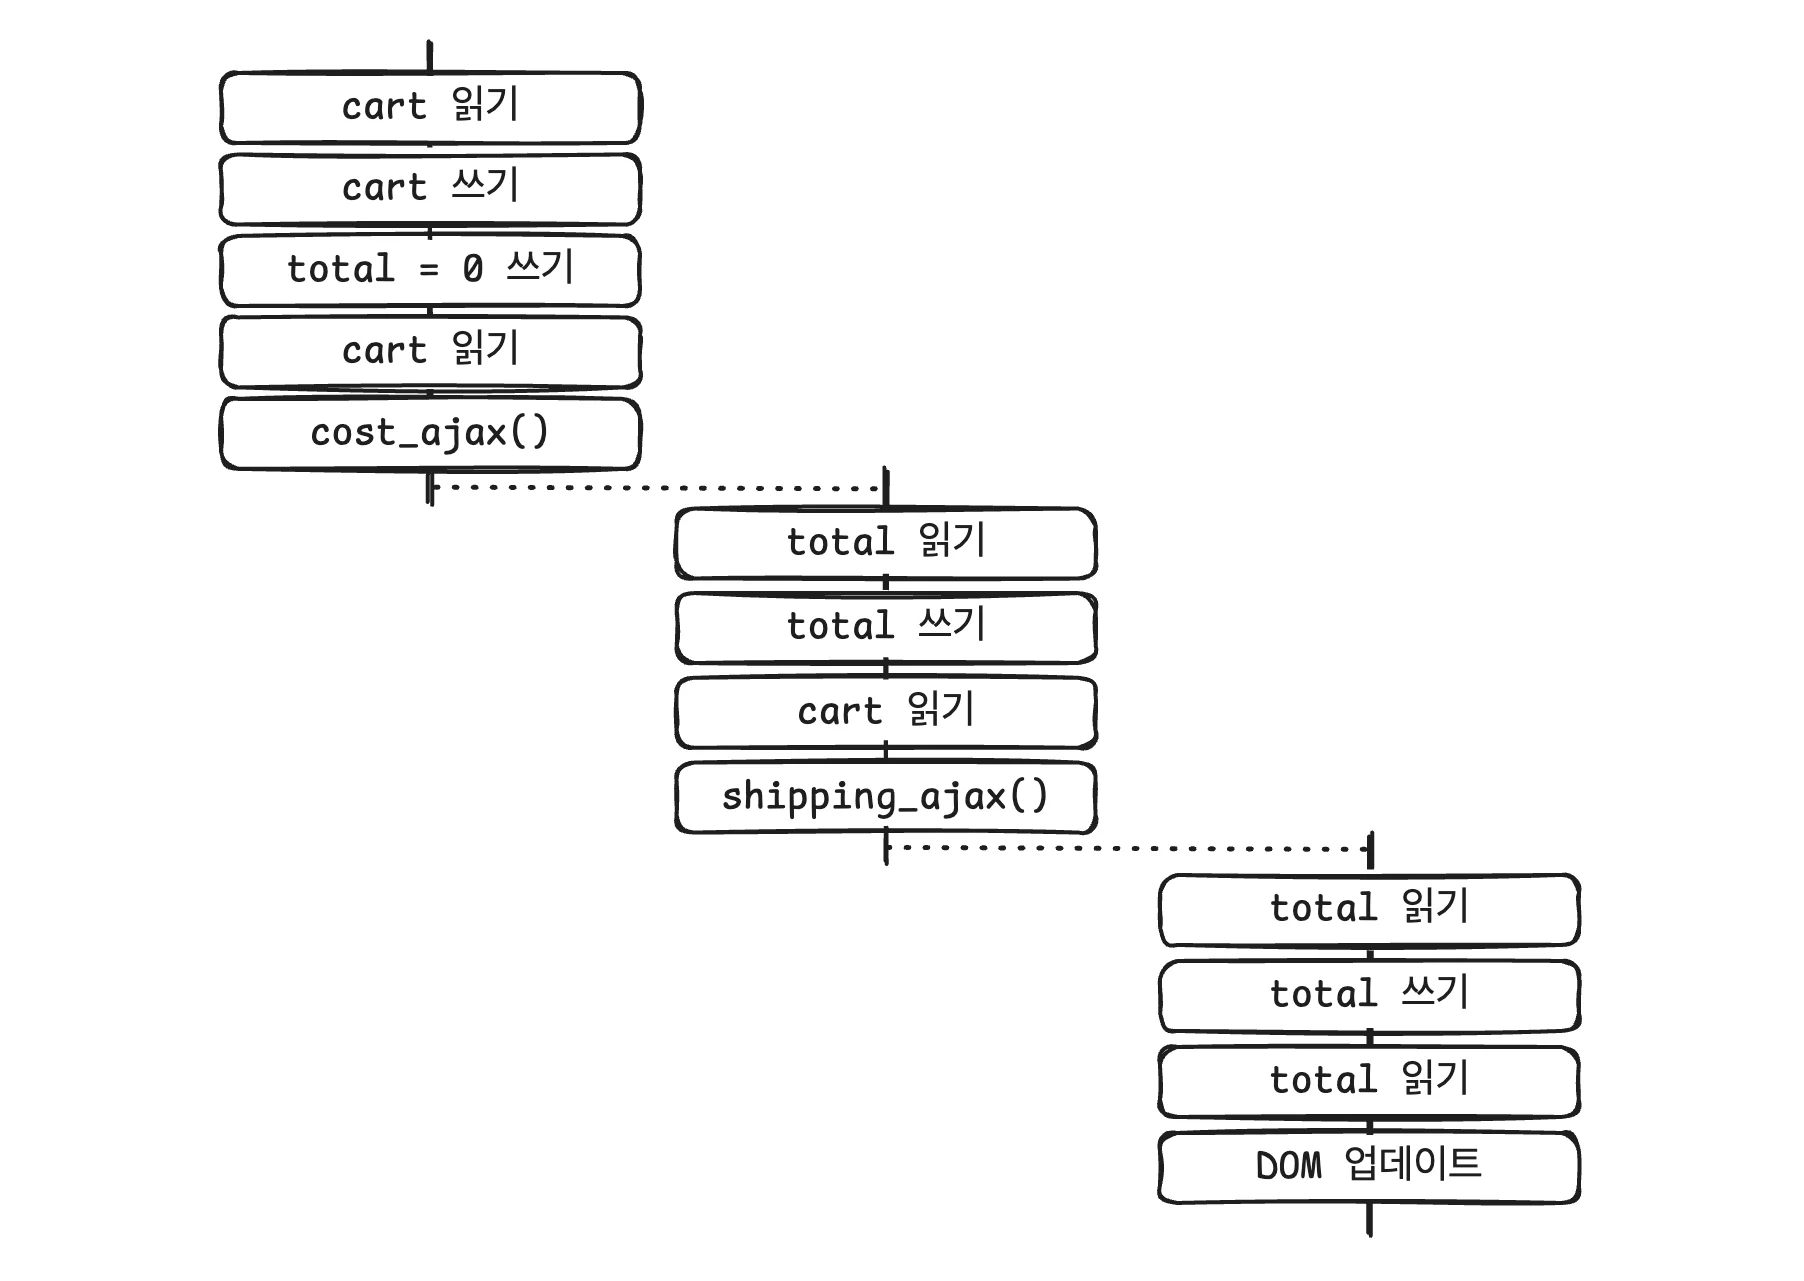 cart 읽기
cart 쓰기
total = 0 쓰기
cart 읽기
cost_ajax()
total 읽기
total 쓰기
cart 읽기
shipping_ajax()
total 읽기
total 쓰기
total 읽기
DOM 업데이트